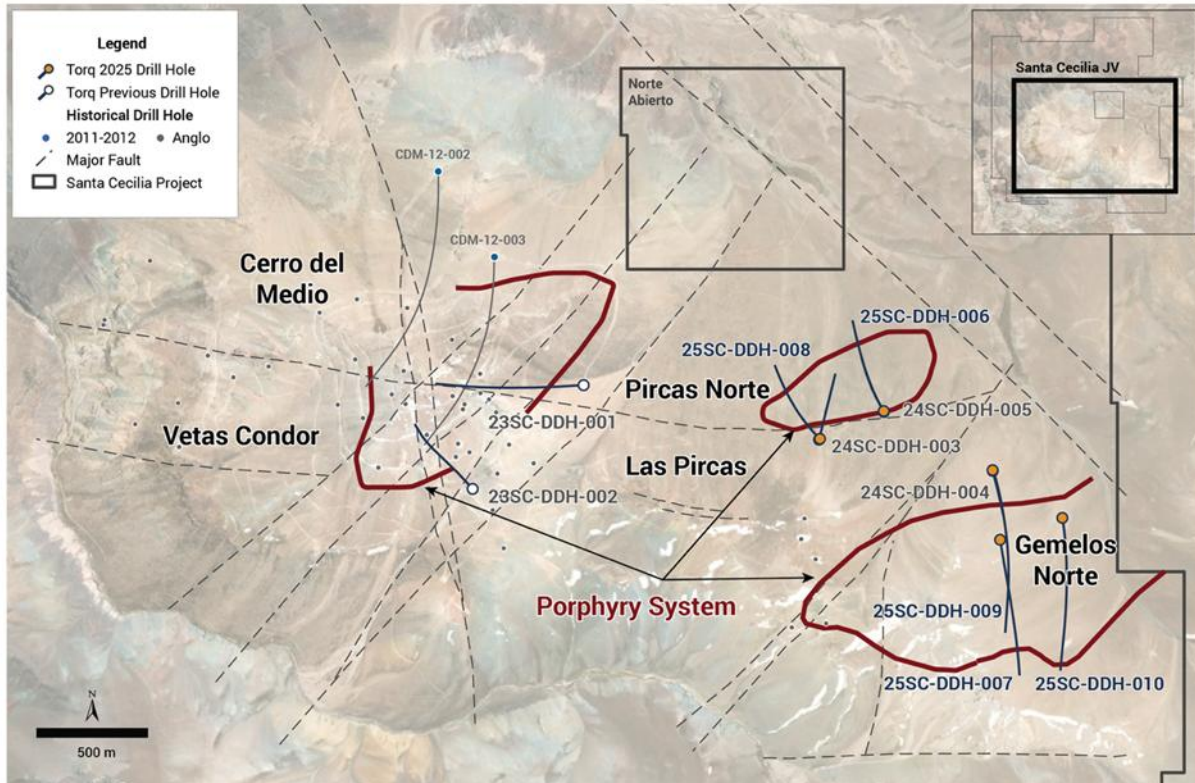 Legend
Torq 2025 Drill Hole
Torq Previous Drill Hole
Historical Drill Hole
2011-2012
Anglo
Major Fault
Santa Cecilia Project
CDM-12-002
CDM-12-003
Norte
Abierto
Santa Cecilia JV
Cerro del
Medio
25SC-DDH-006
25SC-DDH-008
Pircas Norte
Vetas Condor
23SC-DDH-001
24SC-DDH-005
24SC-DDH-003
Las Pircas
23SC-DDH-002
24SC-DDH-004
Gemelos
Norte
Porphyry System
25SC-DDH-009
25SC-DDH-007
25SC-DDH-010
N
500 m